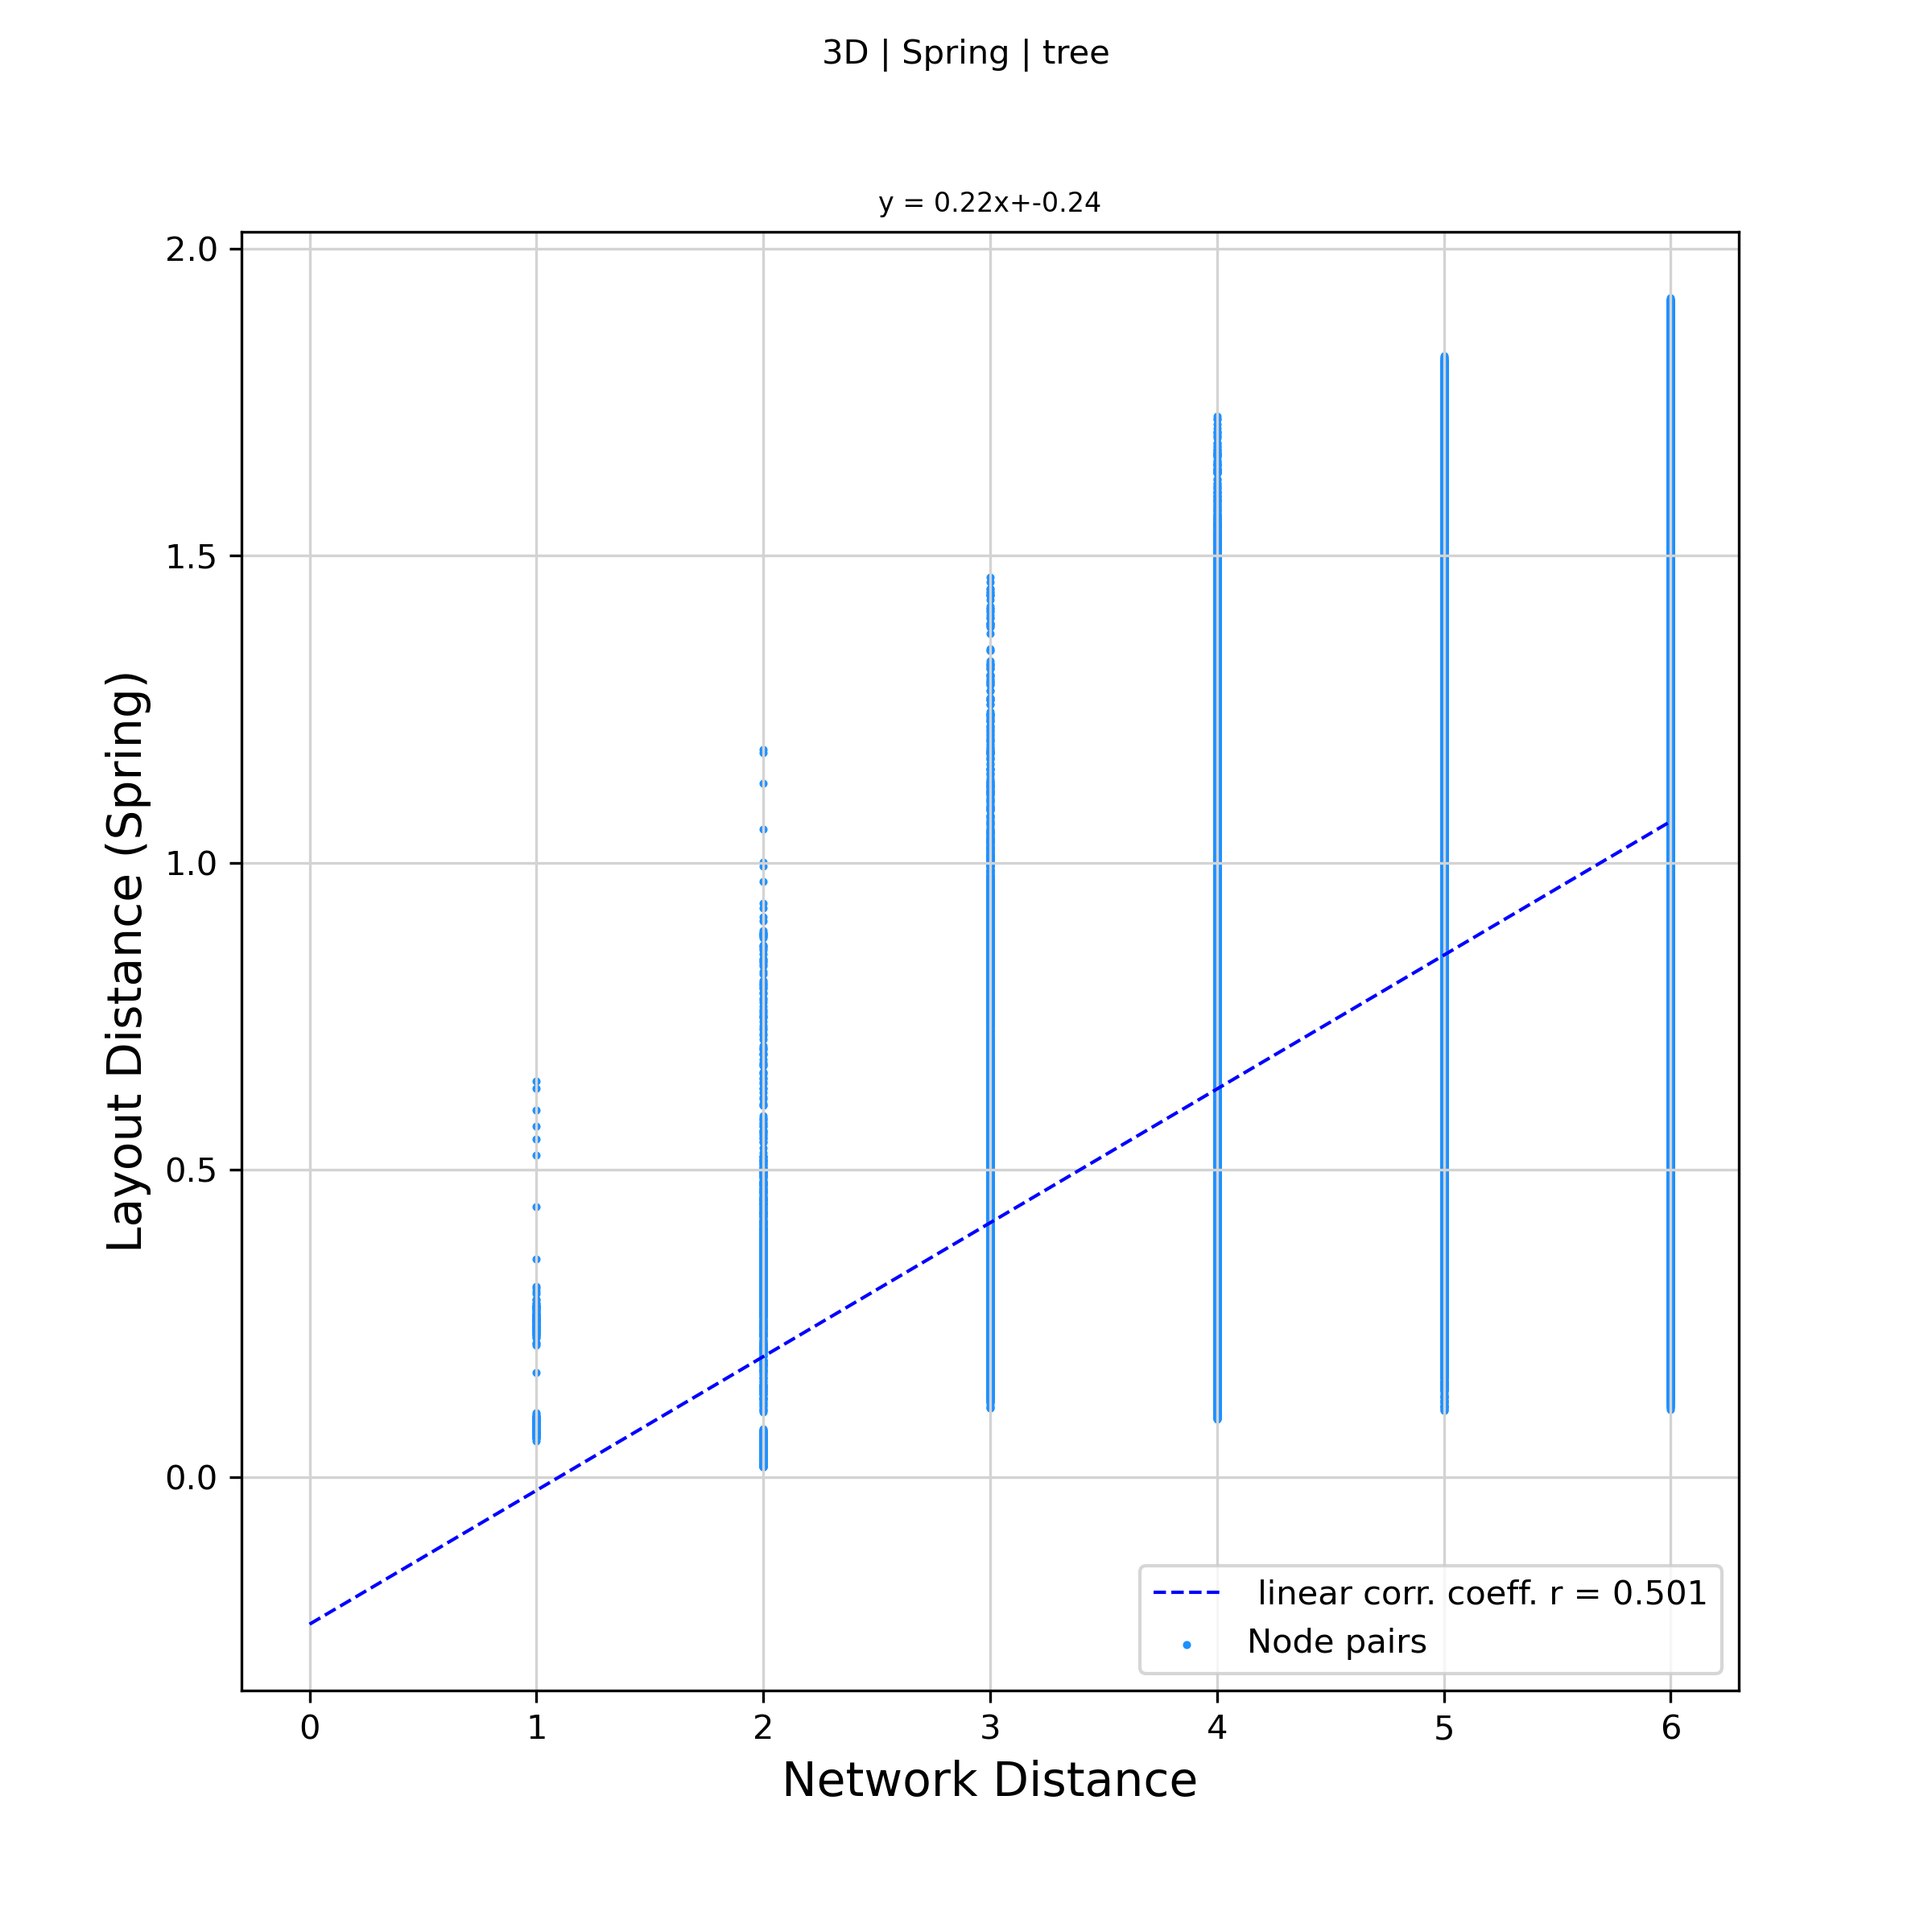 3D | Spring | tree
y = 0.22x+-0.24
2.0
1.5
1.0
0.5
0.0
Layout Distance (Spring)
linear corr. coeff. r = 0.501
Node pairs
0 1 2 3 4 5 6
Network Distance